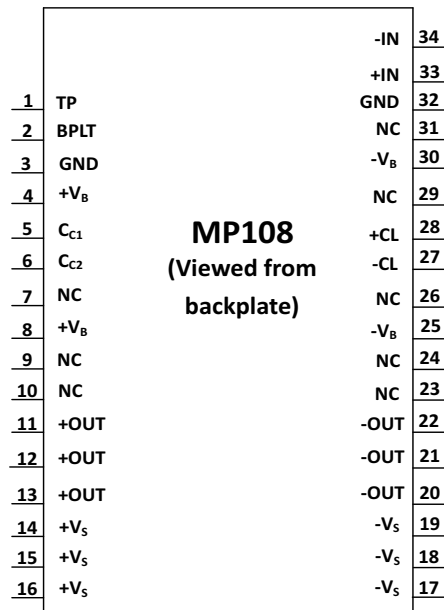 -IN 34
+IN 33
1 TP GND 32
2 BPLT NC 31
3 GND -VB 30
4 +VB NC 29
5 CC1 +CL 28
6 CC2 -CL 27
MP108
(Viewed from
backplate)
7 NC NC 26
8 +VB -VB 25
9 NC NC 24
10 NC NC 23
11 +OUT -OUT 22
12 +OUT -OUT 21
13 +OUT -OUT 20
14 +VS -VS 19
15 +VS -VS 18
16 +VS -VS 17